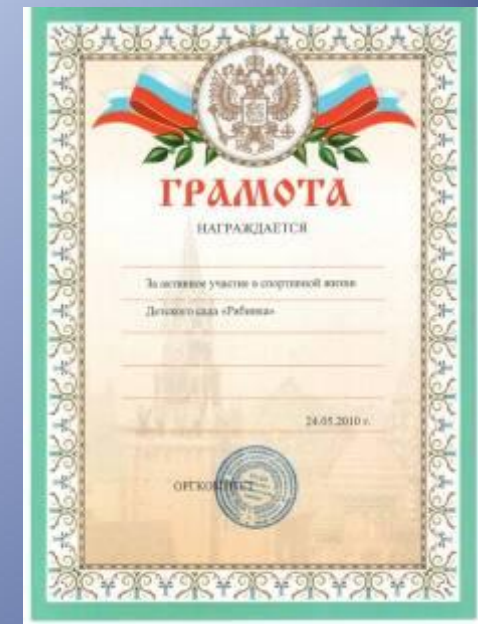 ГРАМОТА
НАГРАЖДАЕТСЯ
За активное участие в спортивной жизни
Детского сада «Рябинка»
24.05.2010 г.
ОРГКОМИТЕТ